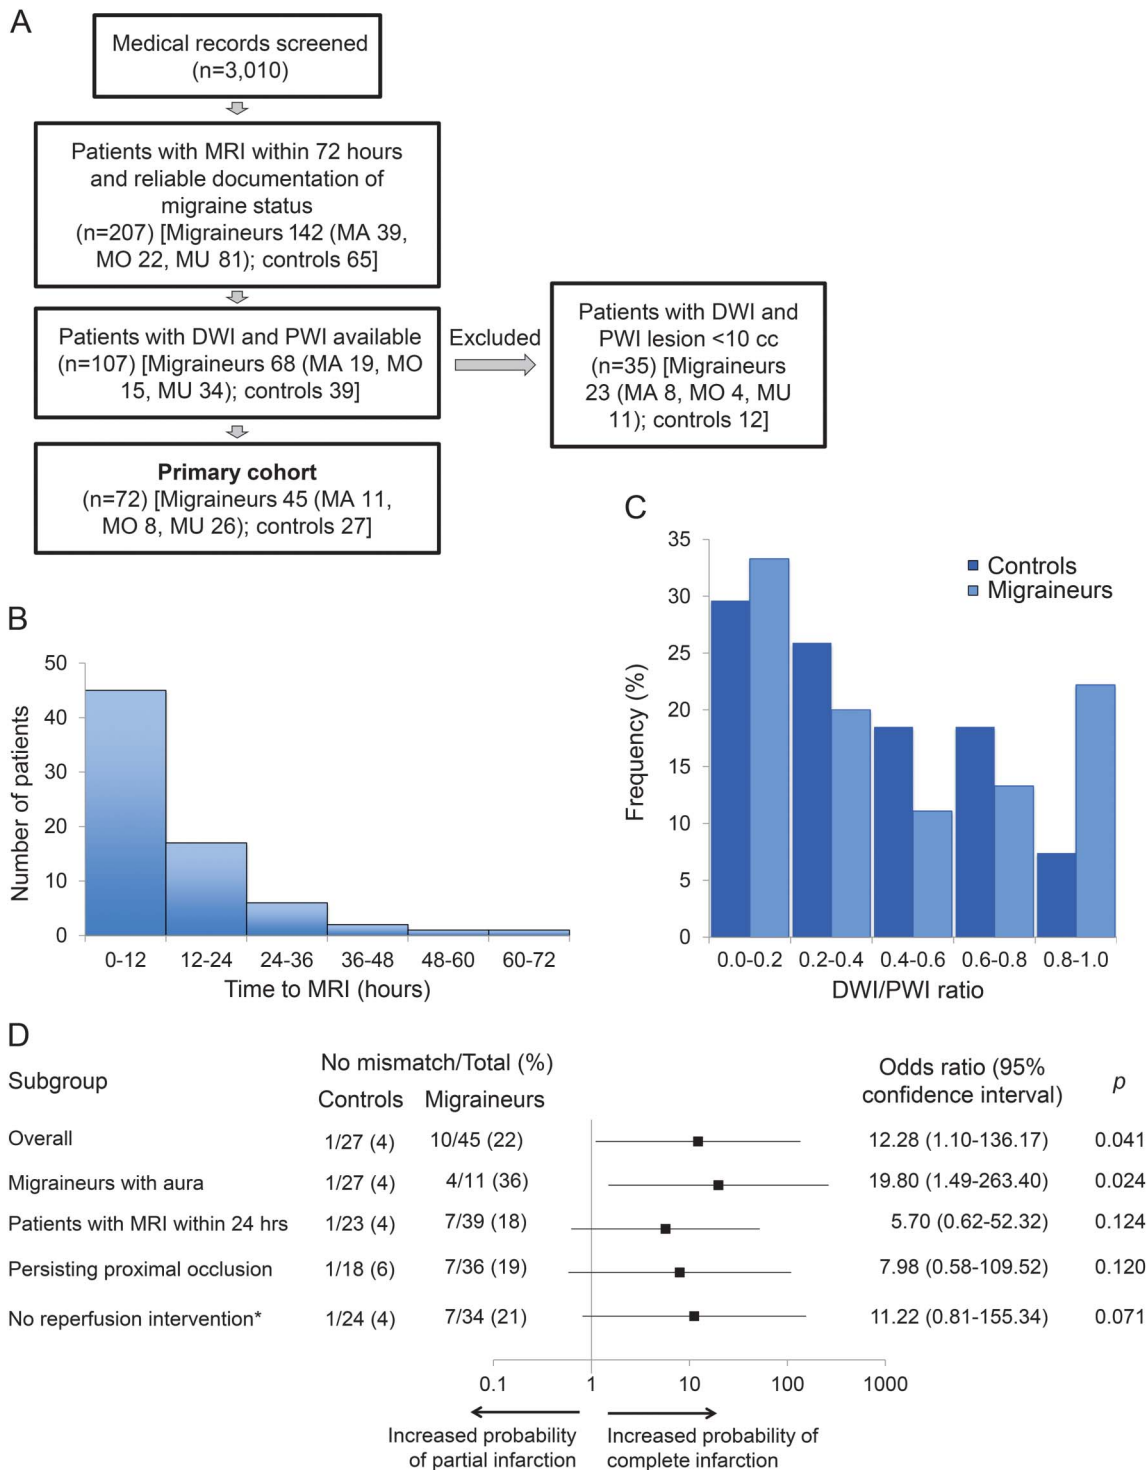 A
Medical records screened
(n=3,010)
Patients with MRI within 72 hours
and reliable documentation of
migraine status
(n=207) [Migraineurs 142 (MA 39,
MO 22, MU 81); controls 65]
Patients with DWI and PWI available
(n=107) [Migraineurs 68 (MA 19, MO
15, MU 34); controls 39]
Excluded
Patients with DWI and
PWI lesion <10 cc
(n=35) [Migraineurs
23 (MA 8, MO 4, MU
11); controls 12]
Primary cohort
(n=72) [Migraineurs 45 (MA 11,
MO 8, MU 26); controls 27]
B
Number of patients
50
40
30
20
10
0
0-12 12-24 24-36 36-48 48-60 60-72
Time to MRI (hours)
C
Frequency (%)
35
30
25
20
15
10
5
0
Controls
Migraineurs
0.0-0.2 0.2-0.4 0.4-0.6 0.6-0.8 0.8-1.0
DWI/PWI ratio
D
Subgroup
No mismatch/Total (%)
Controls Migraineurs
Odds ratio (95%
confidence interval)
p
Overall 1/27 (4) 10/45 (22) 12.28 (1.10-136.17) 0.041
Migraineurs with aura 1/27 (4) 4/11 (36) 19.80 (1.49-263.40) 0.024
Patients with MRI within 24 hrs 1/23 (4) 7/39 (18) 5.70 (0.62-52.32) 0.124
Persisting proximal occlusion 1/18 (6) 7/36 (19) 7.98 (0.58-109.52) 0.120
No reperfusion intervention* 1/24 (4) 7/34 (21) 11.22 (0.81-155.34) 0.071
0.1 1 10 100 1000
Increased probability
of partial infarction
Increased probability of
complete infarction